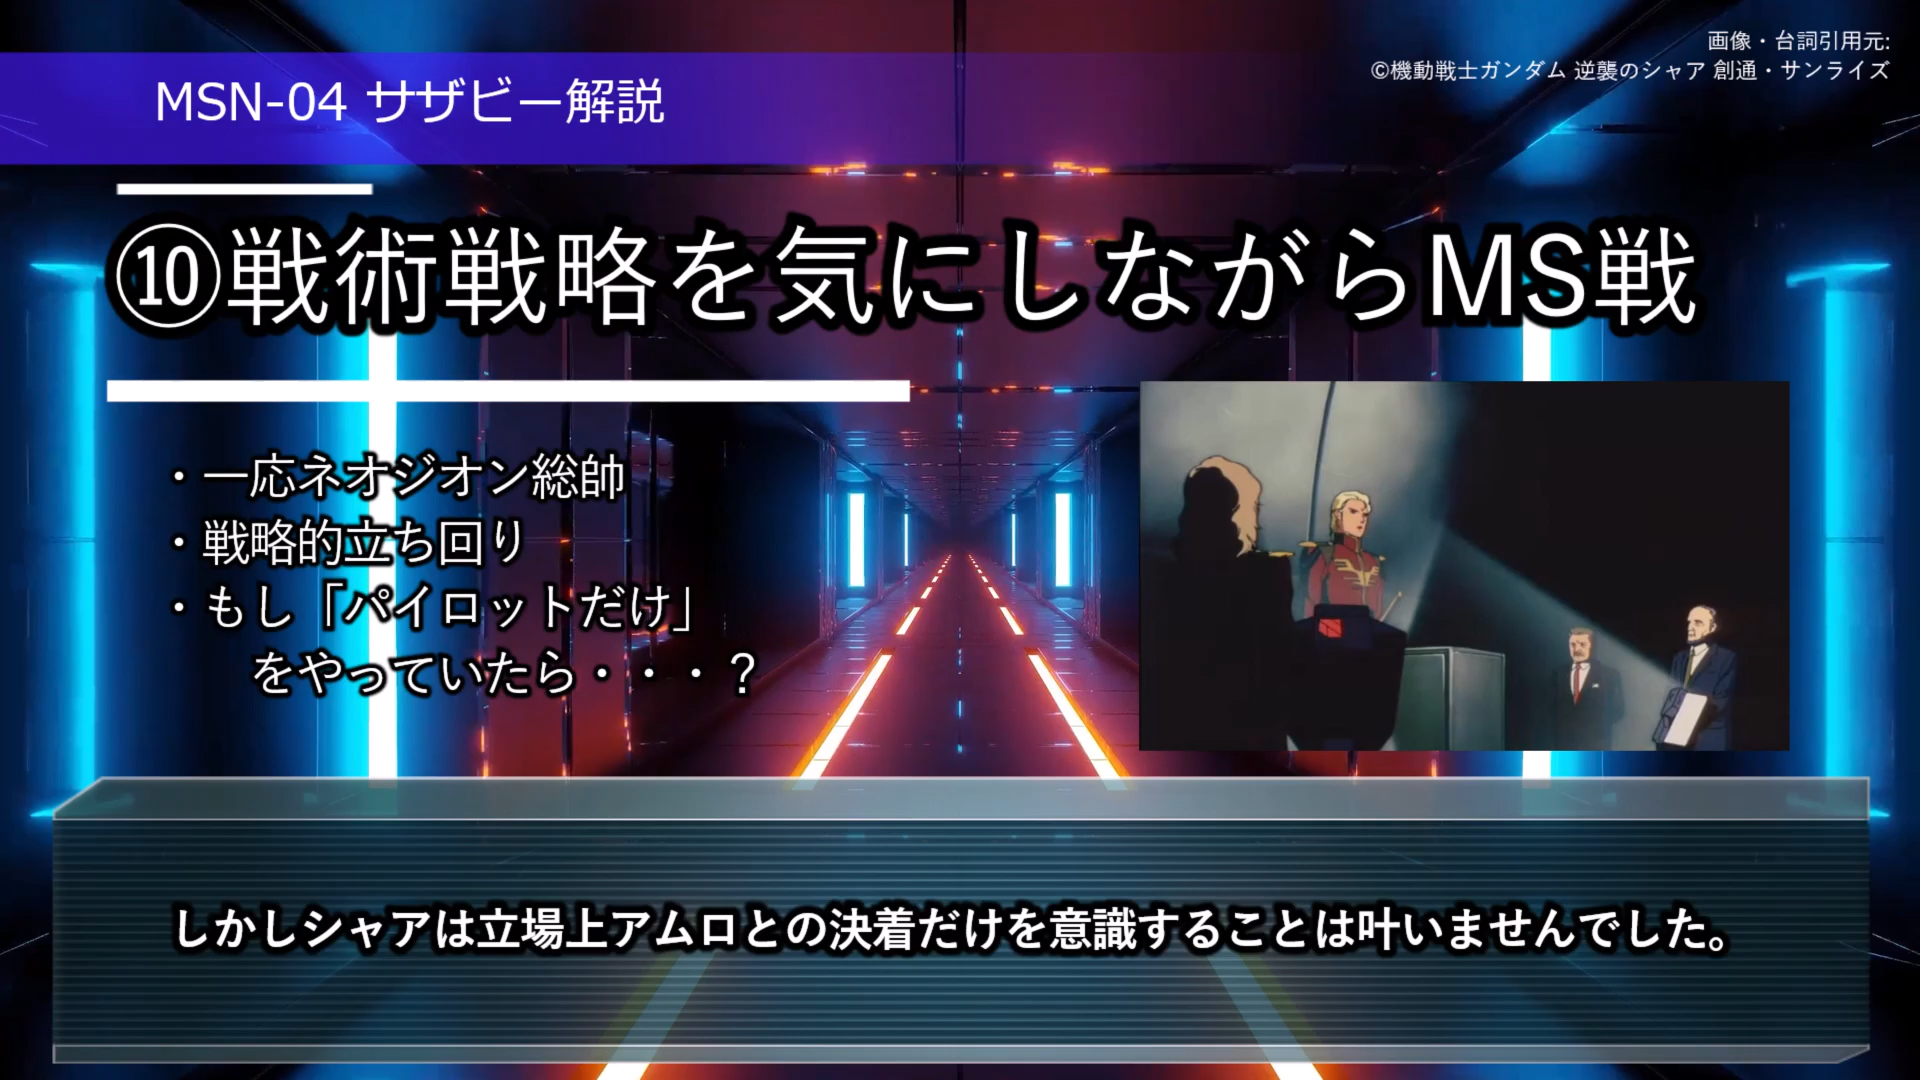 画像・台詞引用元:
©機動戦士ガンダム 逆襲のシャア 創通・サンライズ
MSN-04 サザビー解説
⑩戦術戦略を気にしながらMS戦
・一応ネオジオン総帥
・戦略的立ち回り
・もし「パイロットだけ」
をやっていたら・・・？
しかしシャアは立場上アムロとの決着だけを意識することは叶いませんでした。